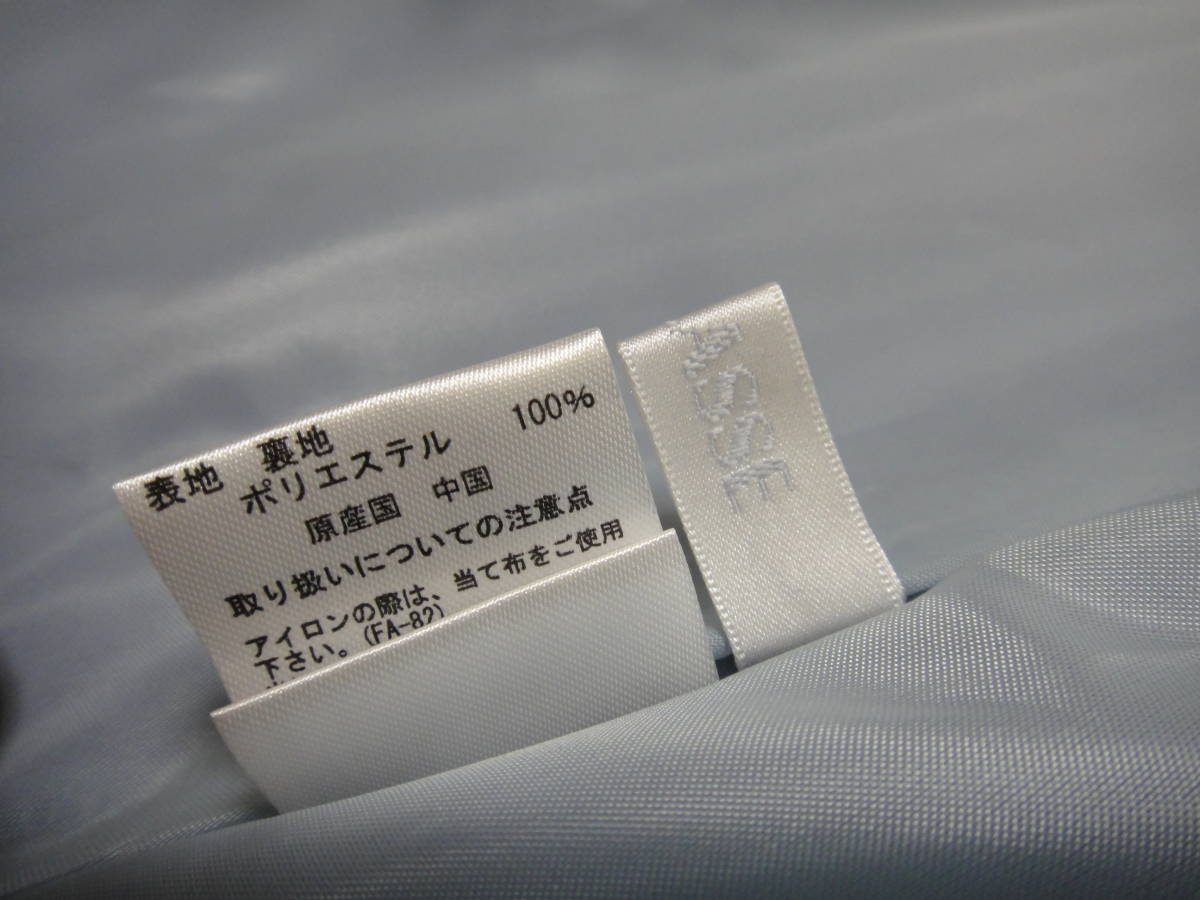 表地　裏地
ポリエステル　100%
原産国　中国
取り扱いについての注意点
アイロンの際は、当て布をご使用
下さい。(FA-82)